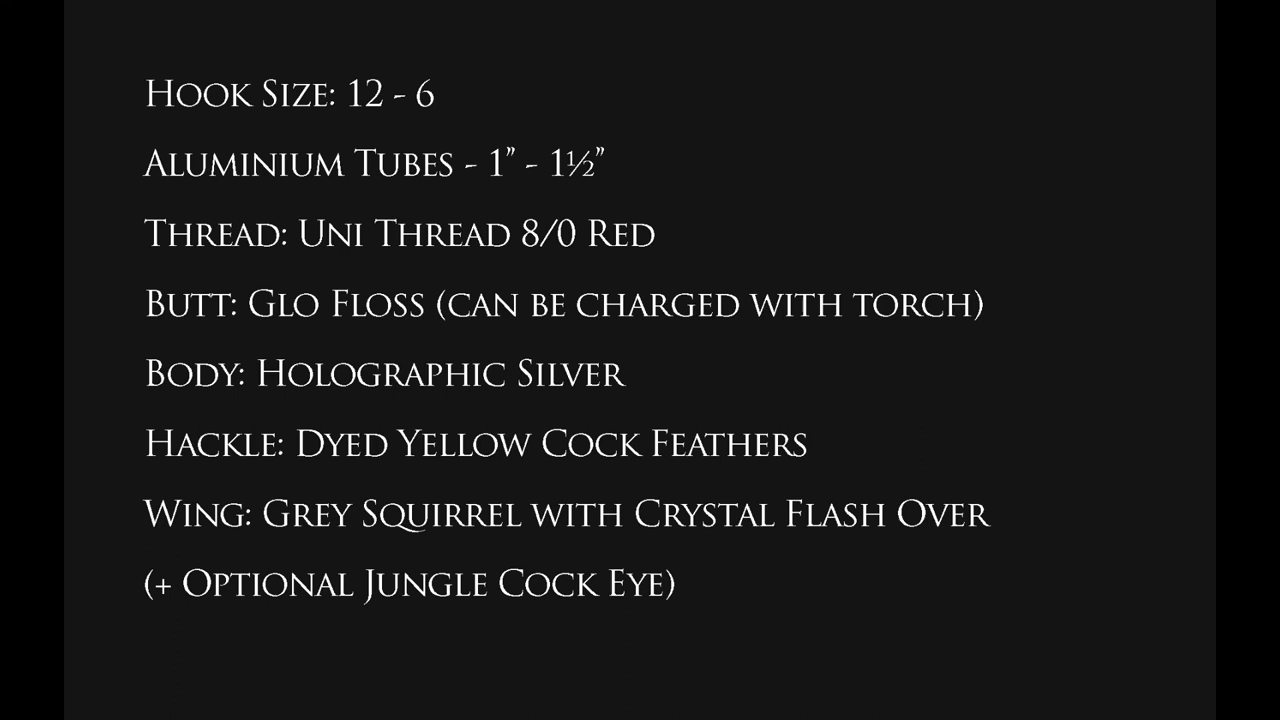 Hook Size: 12 - 6
Aluminium Tubes - 1” - 1½”
Thread: Uni Thread 8/0 Red
Butt: Glo Floss (can be charged with torch)
Body: Holographic Silver
Hackle: Dyed Yellow Cock Feathers
Wing: Grey Squirrel with Crystal Flash Over
(+ Optional Jungle Cock Eye)